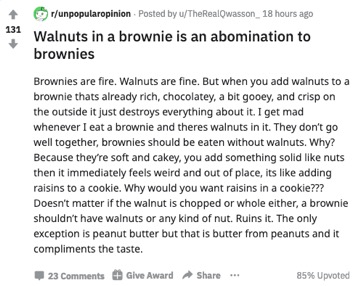 r/unpopularopinion · Posted by u/TheRealQwasson_ 18 hours ago
131
Walnuts in a brownie is an abomination to
brownies
Brownies are fire. Walnuts are fine. But when you add walnuts to a
brownie thats already rich, chocolatey, a bit gooey, and crisp on
the outside it just destroys everything about it. I get mad
whenever I eat a brownie and theres walnuts in it. They don’t go
well together, brownies should be eaten without walnuts. Why?
Because they’re soft and cakey, you add something solid like nuts
then it immediately feels weird and out of place, its like adding
raisins to a cookie. Why would you want raisins in a cookie???
Doesn’t matter if the walnut is chopped or whole either, a brownie
shouldn’t have walnuts or any kind of nut. Ruins it. The only
exception is peanut butter but that is butter from peanuts and it
compliments the taste.
23 Comments Give Award Share ... 85% Upvoted